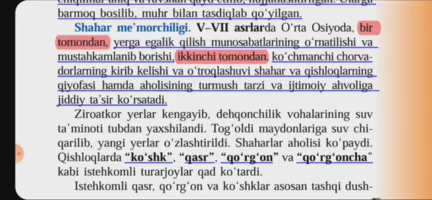 barmoq bosilib, muhr bilan tasdiqlab qo‘yilgan.
Shahar me’morchiligi. V–VII asrlarda O‘rta Osiyoda, bir
tomondan, yerga egalik qilish munosabatlarining o‘rnatilishi va
mustahkamlanib borishi, ikkinchi tomondan, ko‘chmanchi chorva-
dorlarning kirib kelishi va o‘troqlashuvi shahar va qishloqlarning
qiyofasi hamda aholisining turmush tarzi va ijtimoiy ahvoliga
jiddiy ta’sir ko‘rsatadi.
Ziroatkor yerlar kengayib, dehqonchilik vohalarining suv
ta’minoti tubdan yaxshilandi. Tog‘oldi maydonlariga suv chi-
qarilib, yangi yerlar o‘zlashtirildi. Shaharlar aholisi ko‘paydi.
Qishloqlarda “ko‘shk”, “qasr”, “qo‘rg‘on” va “qo‘rg‘oncha”
kabi istehkomli turarjoylar qad ko‘tardi.
Istehkomli qasr, qo‘rg‘on va ko‘shklar asosan tashqi dush-